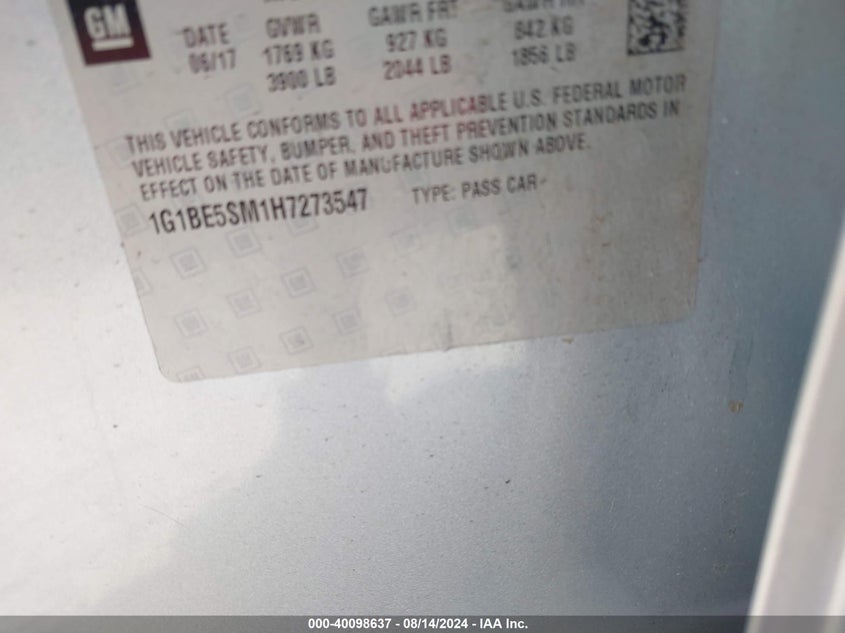 GM
DATE GVWR GAWR FRT GAWR RR
06/17 1769 KG 927 KG 842 KG
3900 LB 2044 LB 1856 LB
THIS VEHICLE CONFORMS TO ALL APPLICABLE U.S. FEDERAL MOTOR
VEHICLE SAFETY, BUMPER, AND THEFT PREVENTION STANDARDS IN
EFFECT ON THE DATE OF MANUFACTURE SHOWN ABOVE.
1G1BE5SM1H7273547 TYPE: PASS CAR
000-40098637 - 08/14/2024 - IAA Inc.